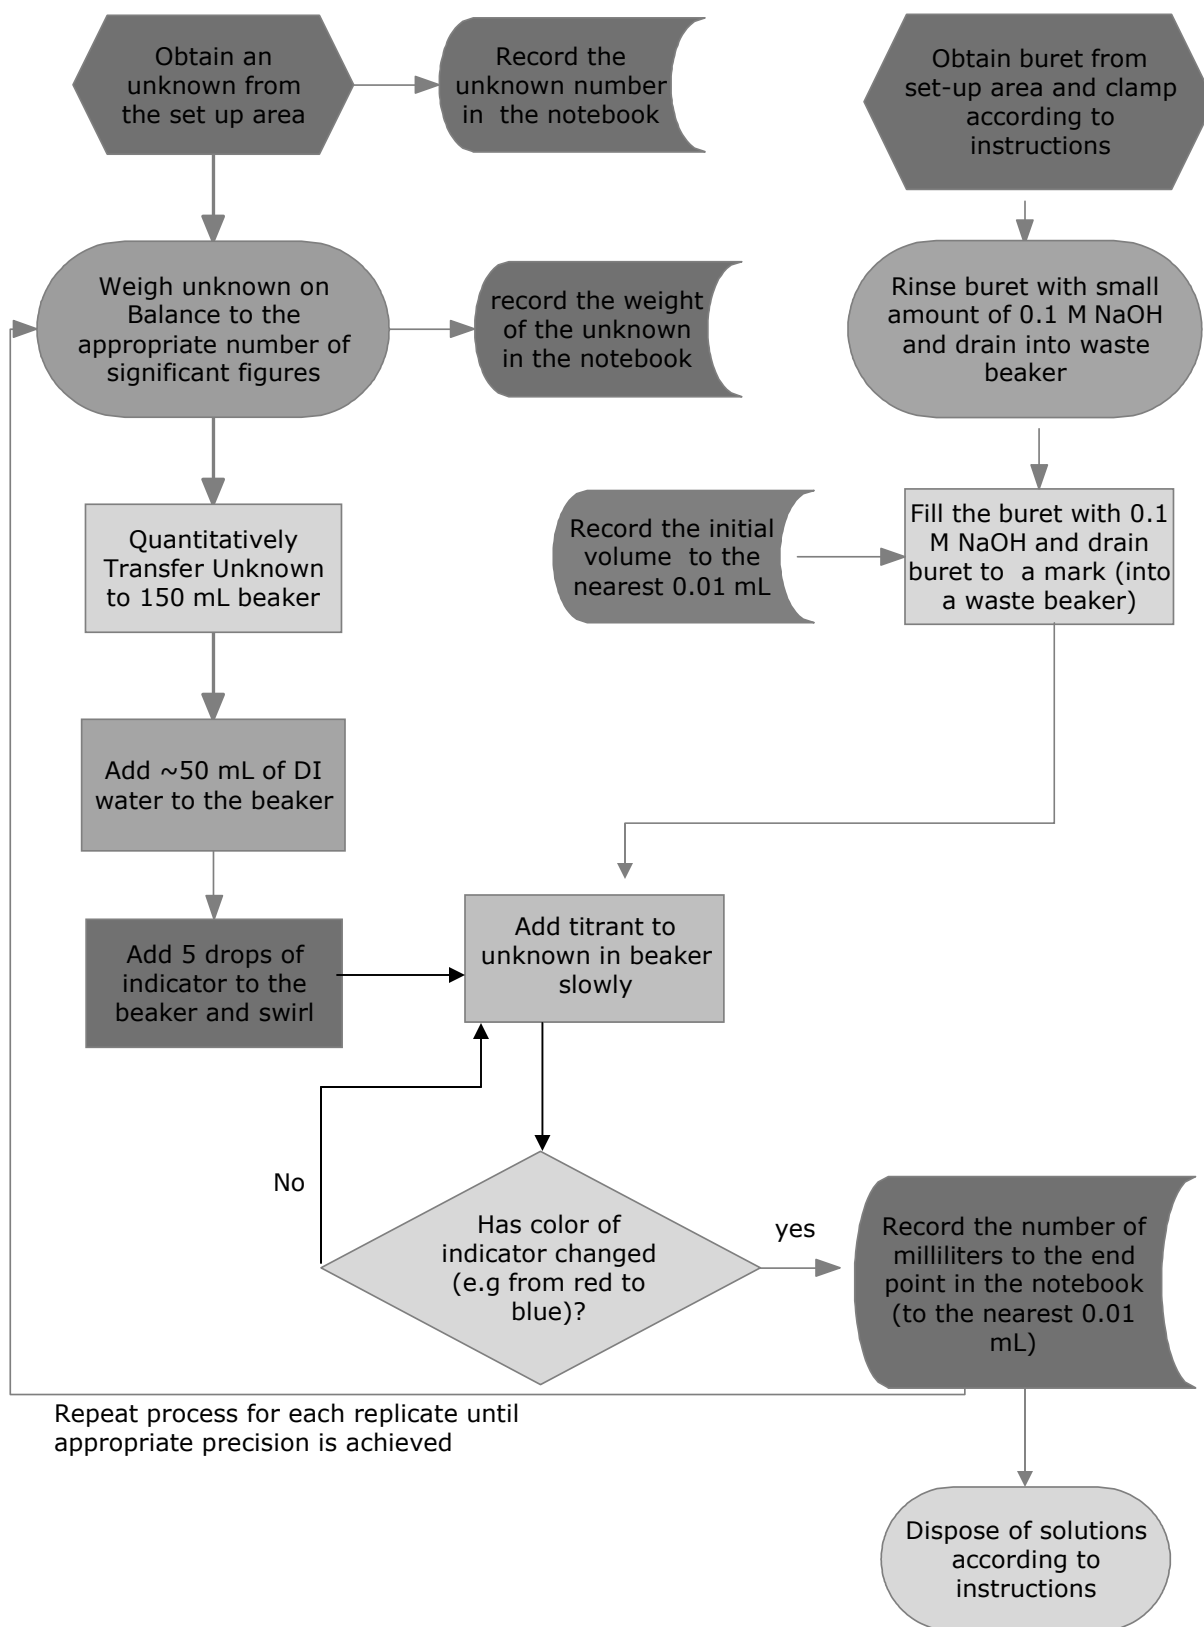 Obtain an
unknown from
the set up area
Record the
unknown number
in the notebook
Obtain buret from
set-up area and clamp
according to
instructions
Weigh unknown on
Balance to the
appropriate number of
significant figures
record the weight
of the unknown
in the notebook
Rinse buret with small
amount of 0.1 M NaOH
and drain into waste
beaker
Quantitatively
Transfer Unknown
to 150 mL beaker
Record the initial
volume to the
nearest 0.01 mL
Fill the buret with 0.1
M NaOH and drain
buret to a mark (into
a waste beaker)
Add ~50 mL of DI
water to the beaker
Add 5 drops of
indicator to the
beaker and swirl
Add titrant to
unknown in beaker
slowly
No
Has color of
indicator changed
(e.g from red to
blue)?
yes
Record the number of
milliliters to the end
point in the notebook
(to the nearest 0.01
mL)
Repeat process for each replicate until
appropriate precision is achieved
Dispose of solutions
according to
instructions